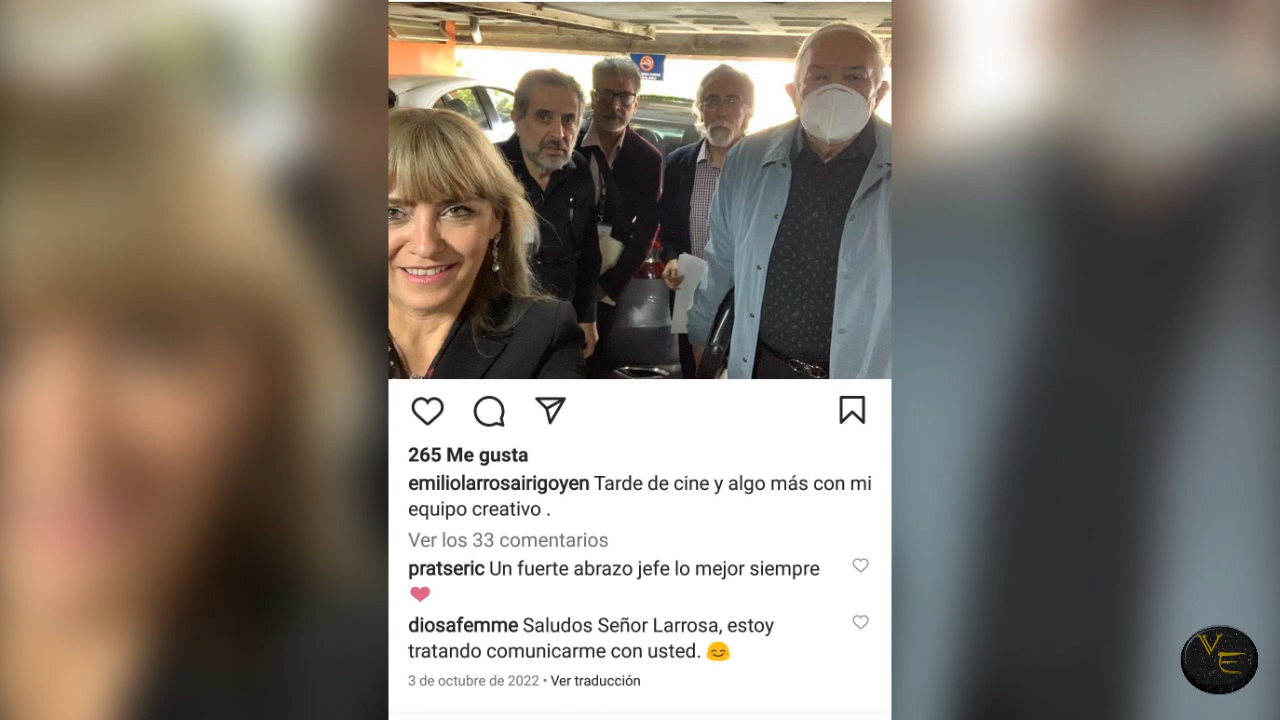 265 Me gusta
emiliolarrosairigoyen Tarde de cine y algo más con mi
equipo creativo .
Ver los 33 comentarios
pratseric Un fuerte abrazo jefe lo mejor siempre
❤
diosafemme Saludos Señor Larrosa, estoy
tratando comunicarme con usted. 😊
3 de octubre de 2022 • Ver traducción
VE